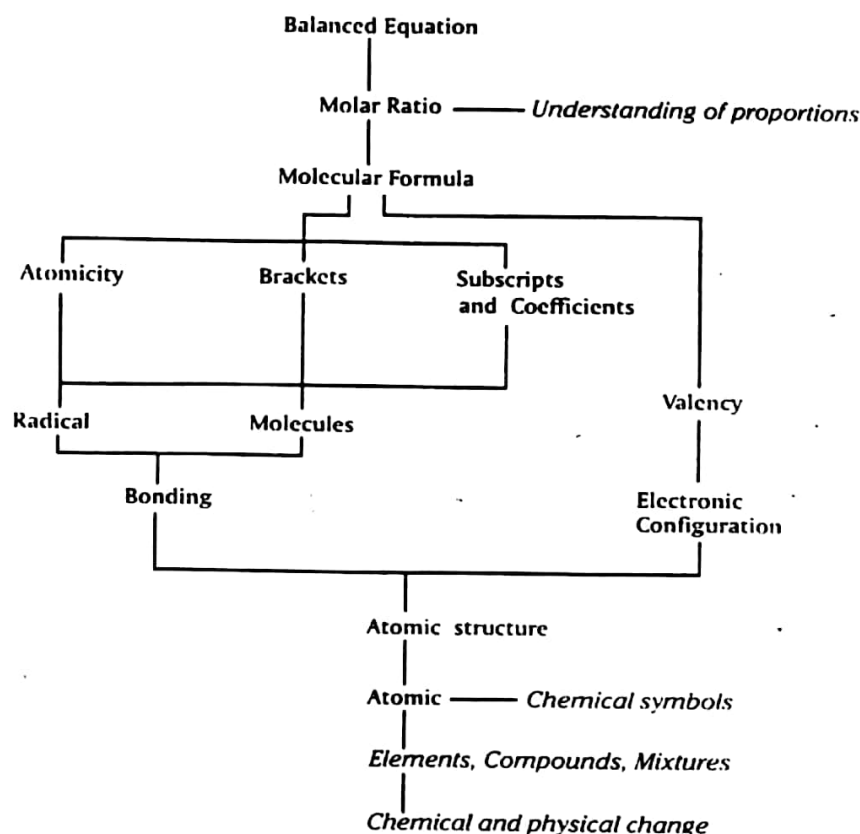 Balanced Equation
Molar Ratio
Understanding of proportions
Molecular Formula
Atomicity
Brackets
Subscripts
and Coefficients
Radical
Molecules
Valency
Bonding
Electronic
Configuration
Atomic structure
Atomic
Chemical symbols
Elements, Compounds, Mixtures
Chemical and physical change